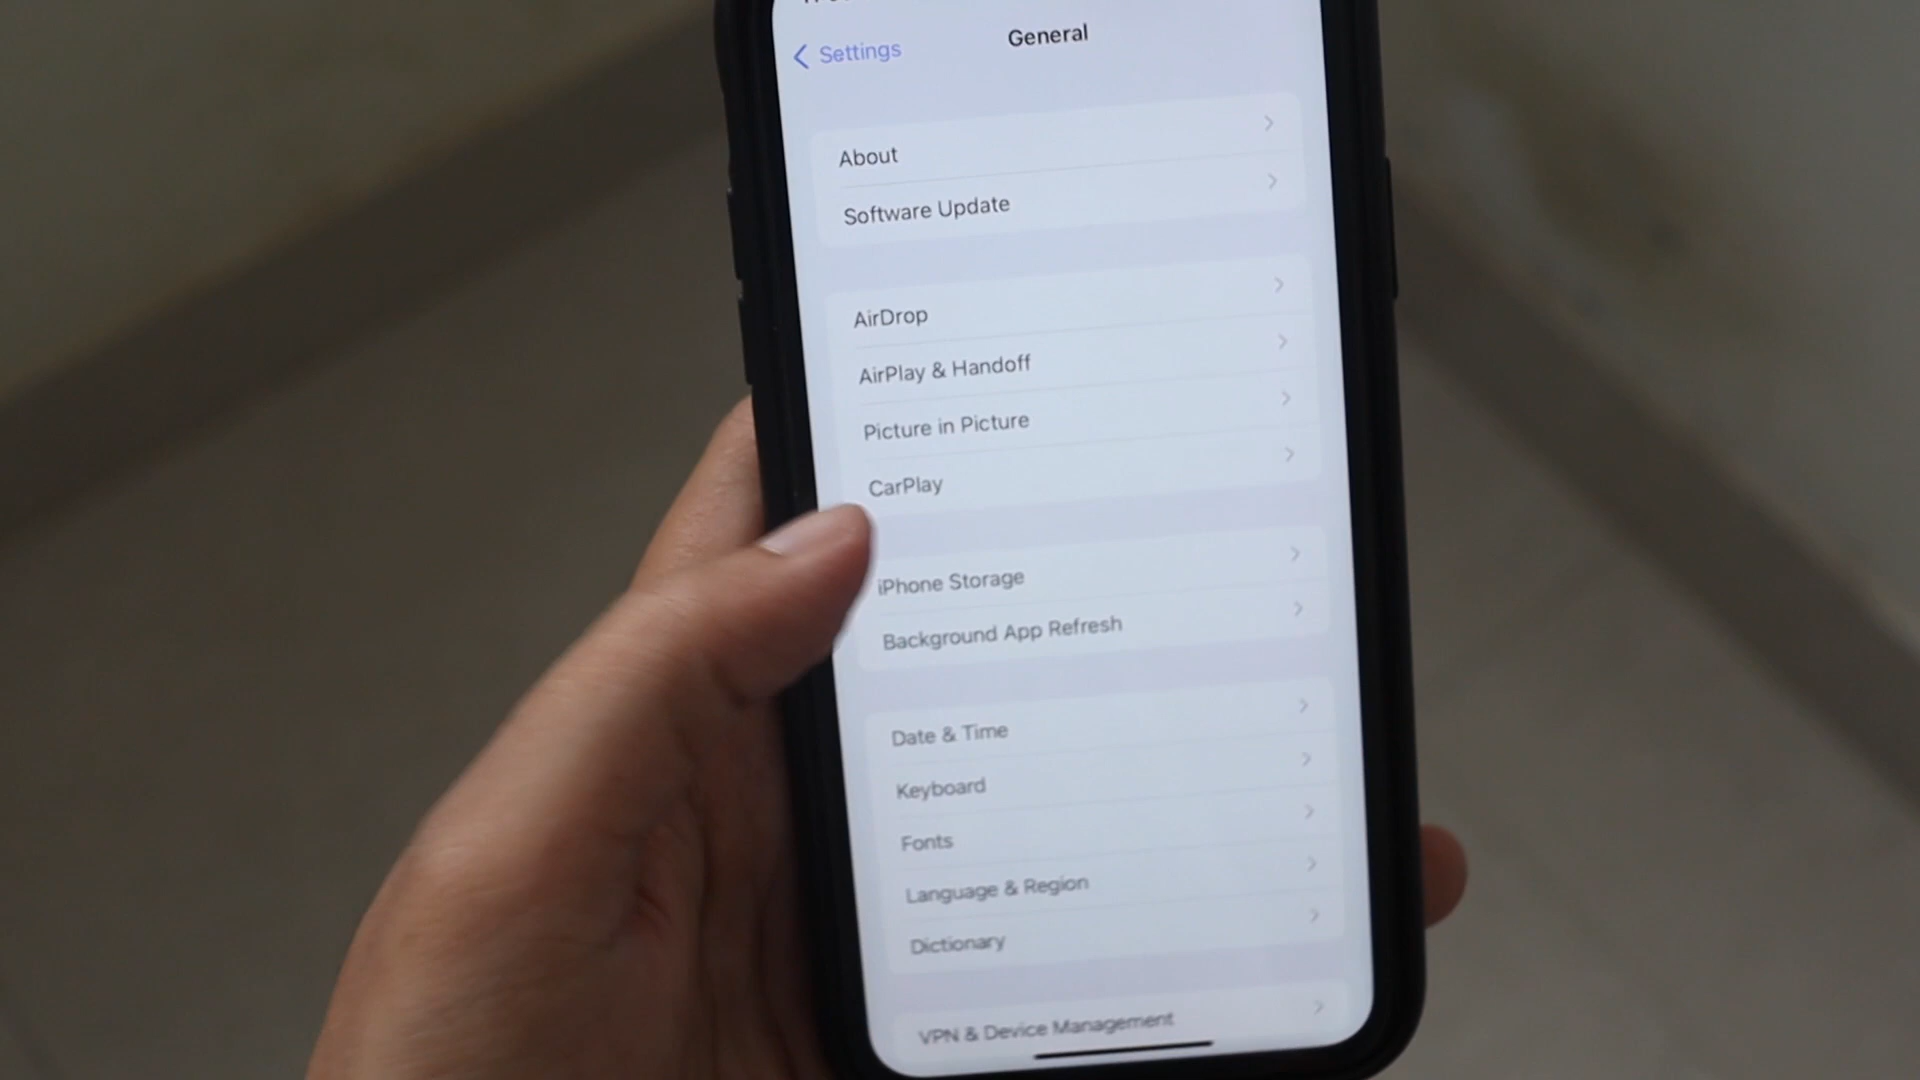 Settings
General
About
Software Update
AirDrop
AirPlay & Handoff
Picture in Picture
CarPlay
iPhone Storage
Background App Refresh
Date & Time
Keyboard
Fonts
Language & Region
Dictionary
VPN & Device Management